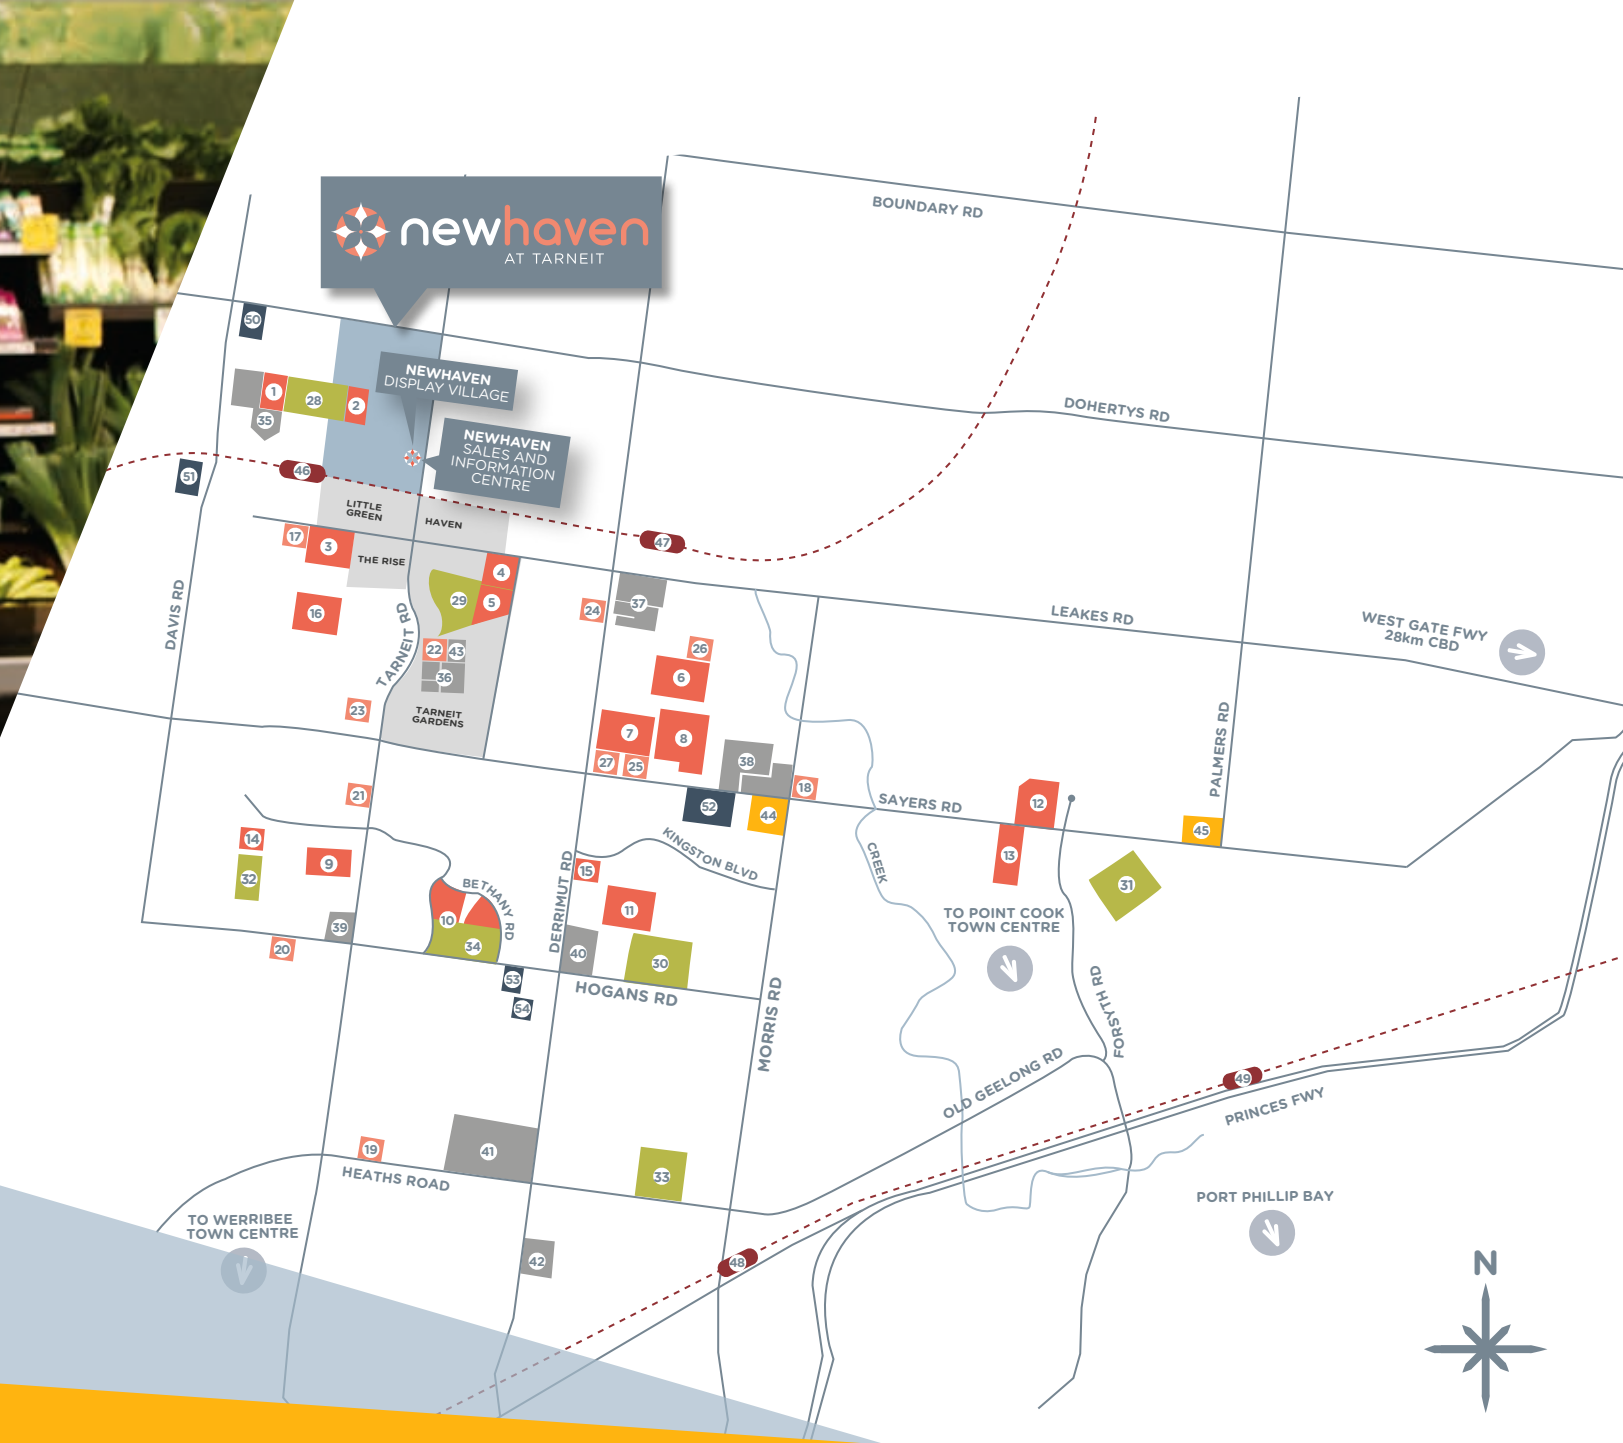 newhaven
AT TARNEIT
BOUNDARY RD
50
NEWHAVEN
DISPLAY VILLAGE
1
28
2
35
DOHERTYS RD
NEWHAVEN
SALES AND
INFORMATION
CENTRE
46
51
LITTLE
GREEN
HAVEN
17
3
THE RISE
47
4
29
5
16
24
37
DAVIS RD
TARNEIT RD
LEAKES RD
WEST GATE FWY
28km CBD
22
43
36
26
6
23
TARNEIT
GARDENS
7
8
27
25
38
18
PALMERS RD
21
52
44
SAYERS RD
12
45
14
9
32
KINGSTON BLVD
15
CREEK
13
31
BETHANY RD
10
34
DERRIMUT RD
11
39
20
40
30
TO POINT COOK
TOWN CENTRE
53
54
HOGANS RD
MORRIS RD
FORSYTH RD
OLD GEELONG RD
49
PRINCES FWY
19
41
HEATHS ROAD
33
TO WERRIBEE
TOWN CENTRE
PORT PHILLIP BAY
42
48
N